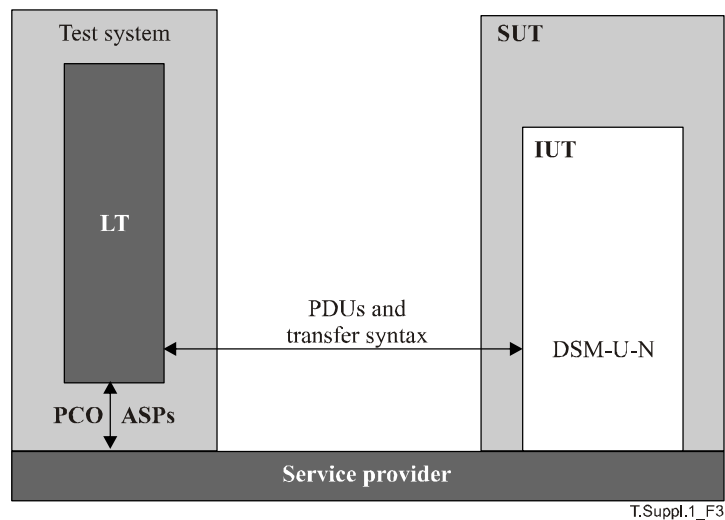 Test system
SUT
IUT
LT
PDUs and
transfer syntax
DSM-U-N
PCO ASPs
Service provider
T.Suppl.1_F3